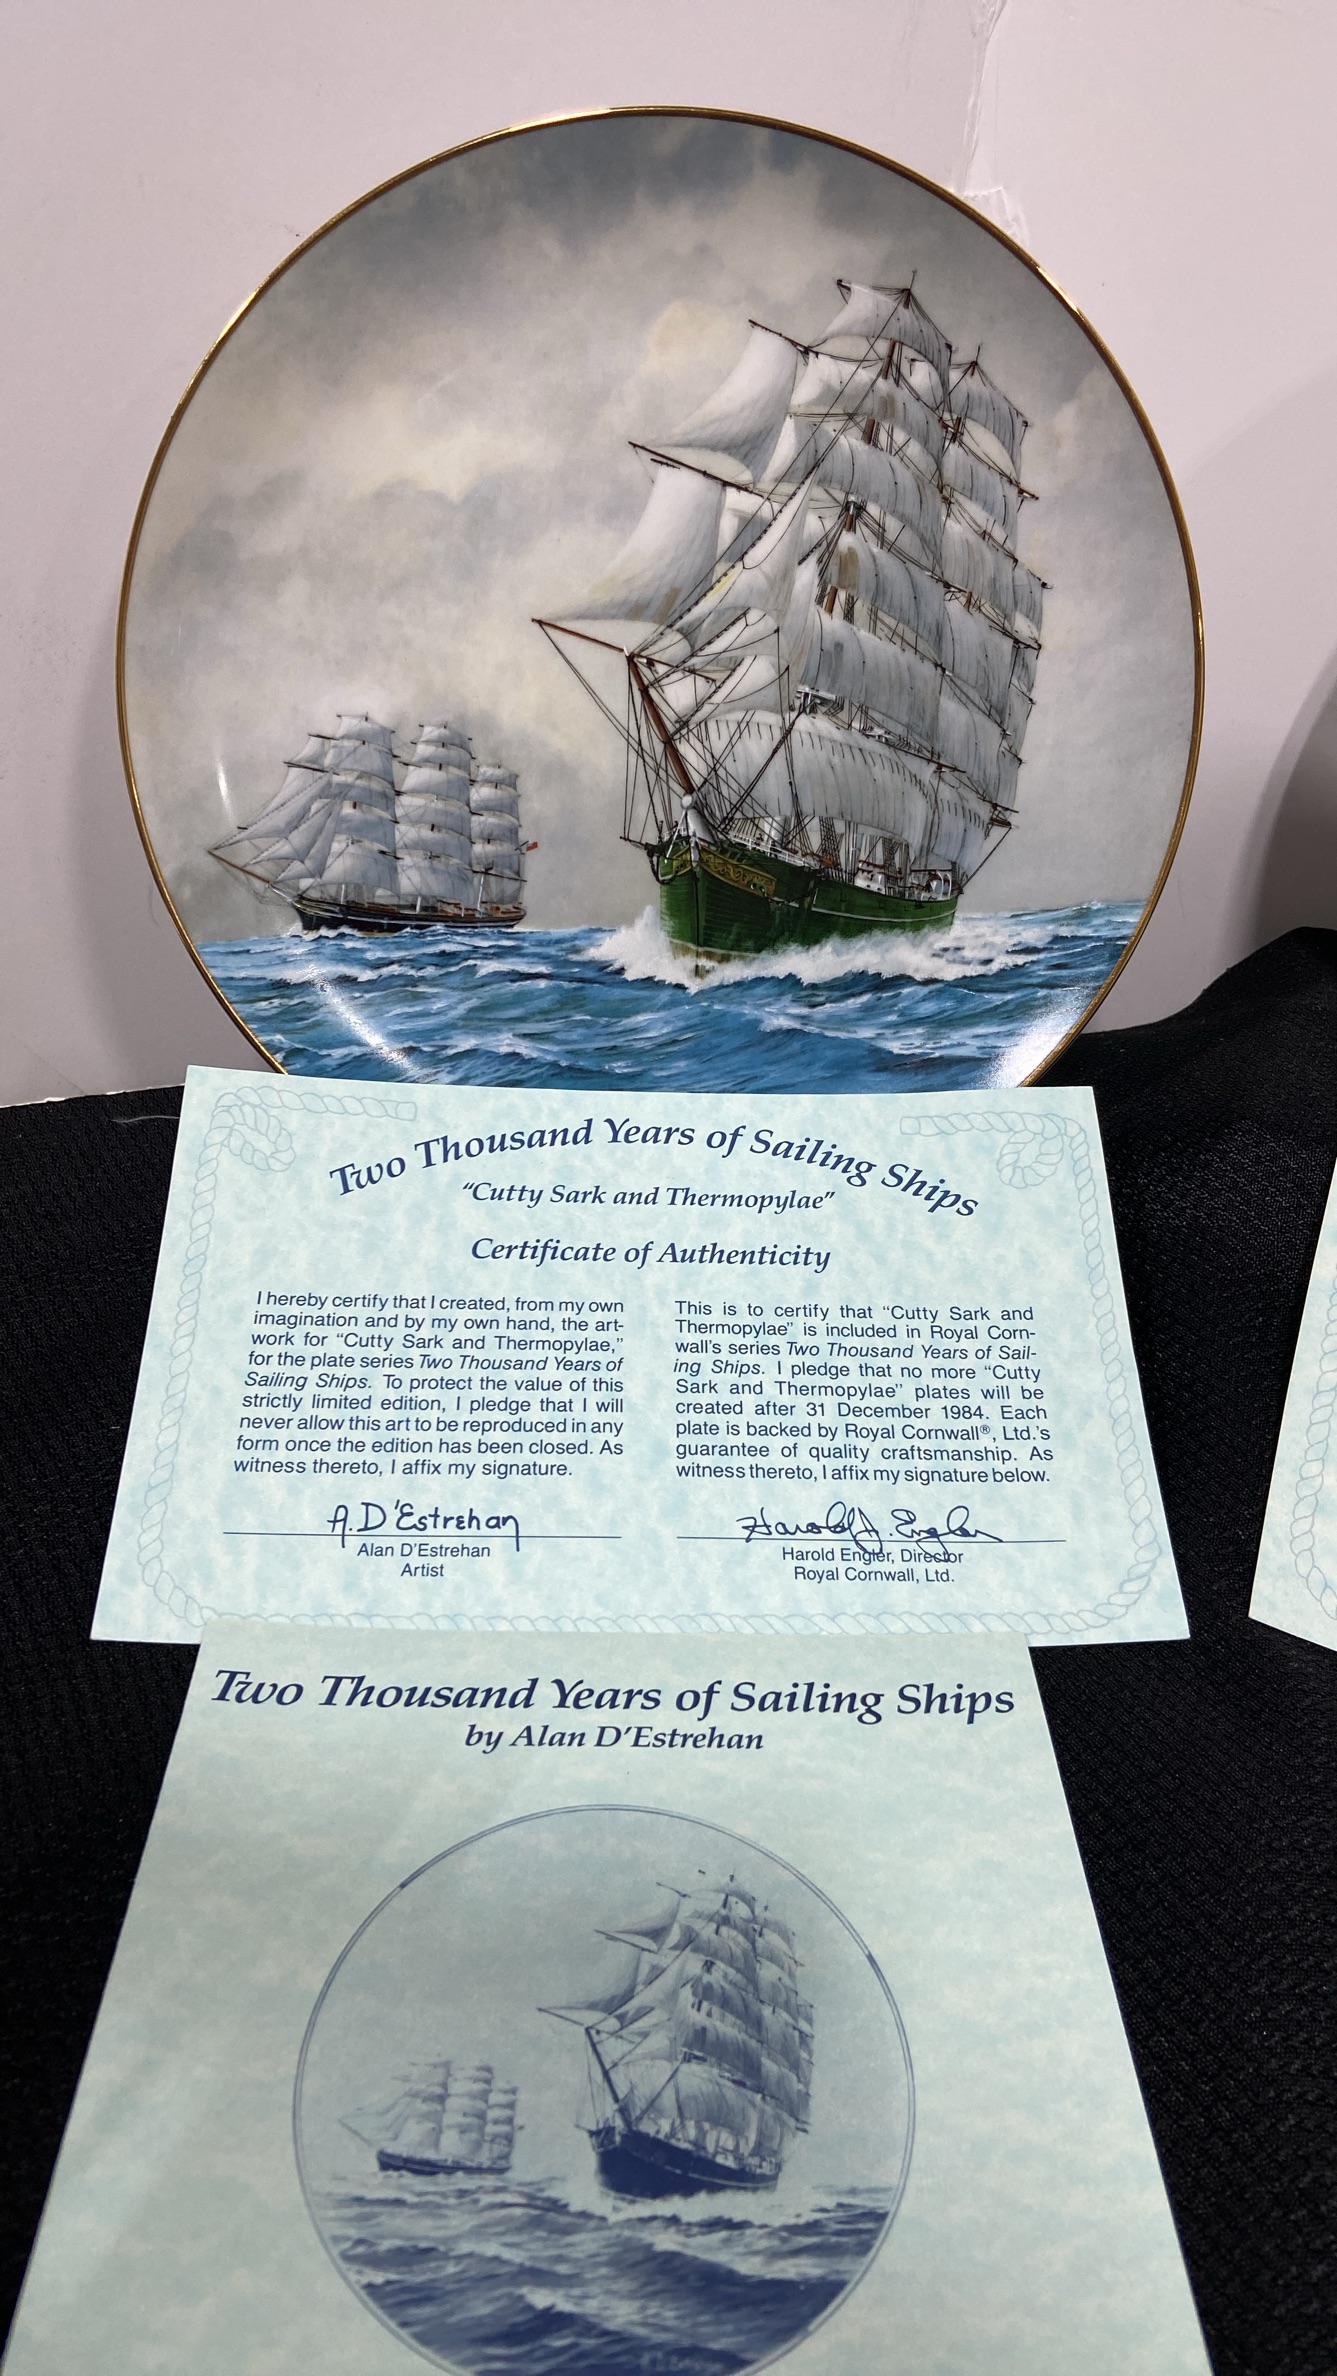 Two Thousand Years of Sailing Ships
“Cutty Sark and Thermopylae”
Certificate of Authenticity
I hereby certify that I created, from my own
imagination and by my own hand, the art-
work for “Cutty Sark and Thermopylae,”
for the plate series Two Thousand Years of
Sailing Ships. To protect the value of this
strictly limited edition, I pledge that I will
never allow this art to be reproduced in any
form once the edition has been closed. As
witness thereto, I affix my signature.
A. D'Estrehan
Alan D’Estrehan
Artist
This is to certify that “Cutty Sark and
Thermopylae” is included in Royal Corn-
wall’s series Two Thousand Years of Sail-
ing Ships. I pledge that no more “Cutty
Sark and Thermopylae” plates will be
created after 31 December 1984. Each
plate is backed by Royal Cornwall®, Ltd.’s
guarantee of quality craftsmanship. As
witness thereto, I affix my signature below.
Harold J. Engler
Harold Engler, Director
Royal Cornwall, Ltd.
Two Thousand Years of Sailing Ships
by Alan D’Estrehan